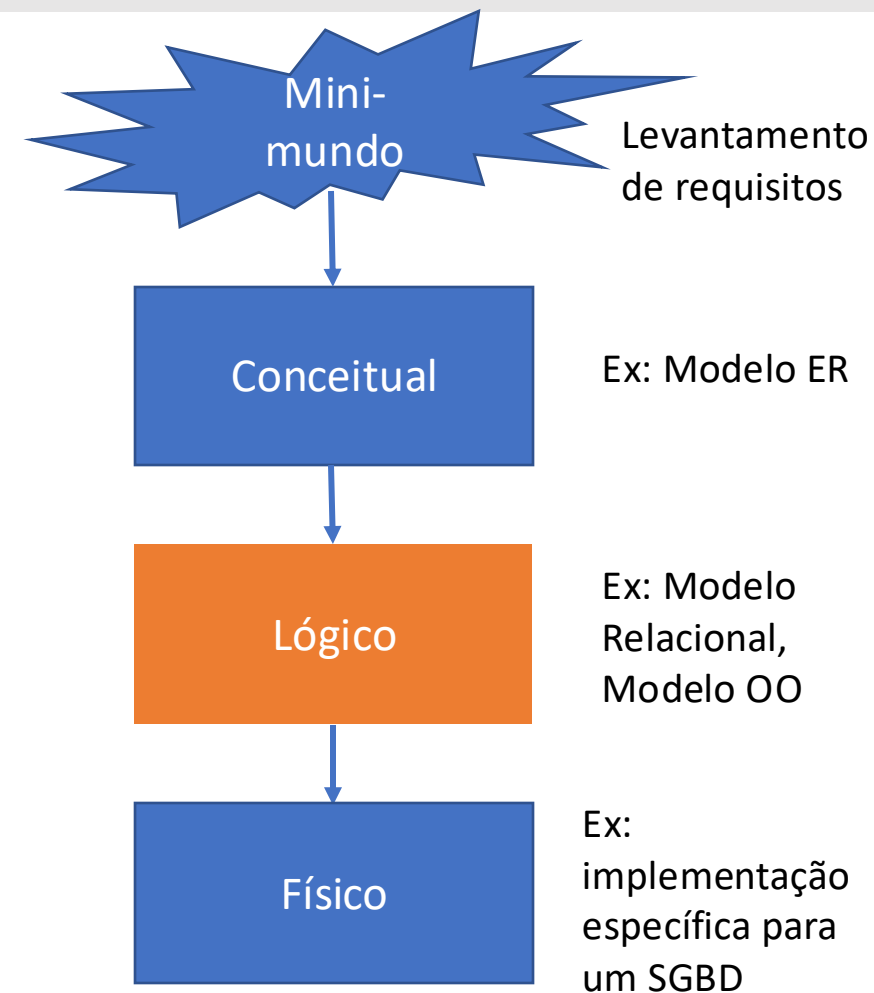 Mini-
mundo
Levantamento
de requisitos
Conceitual
Ex: Modelo ER
Lógico
Ex: Modelo
Relacional,
Modelo OO
Físico
Ex:
implementação
específica para
um SGBD